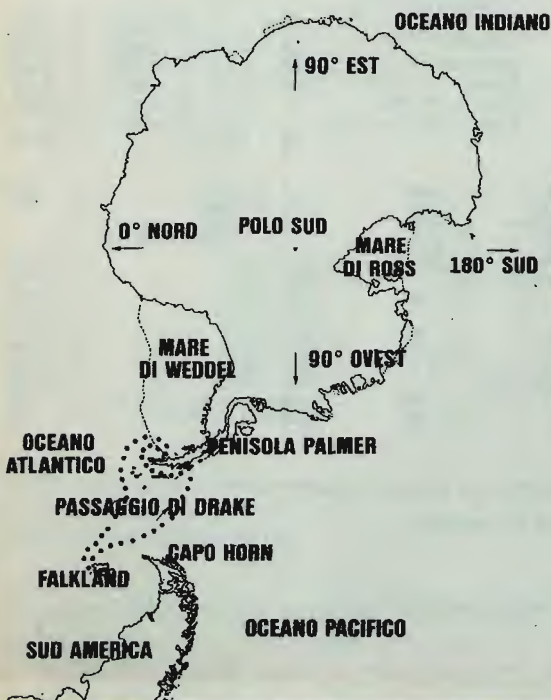 OCEANO INDIANO
90° EST
0° NORD
POLO SUD
MARE
DI ROSS
180° SUD
MARE
DI WEDDEL
90° OVEST
OCEANO
ATLANTICO
PENISOLA PALMER
PASSAGGIO DI DRAKE
CAPO HORN
FALKLAND
OCEANO PACIFICO
SUD AMERICA